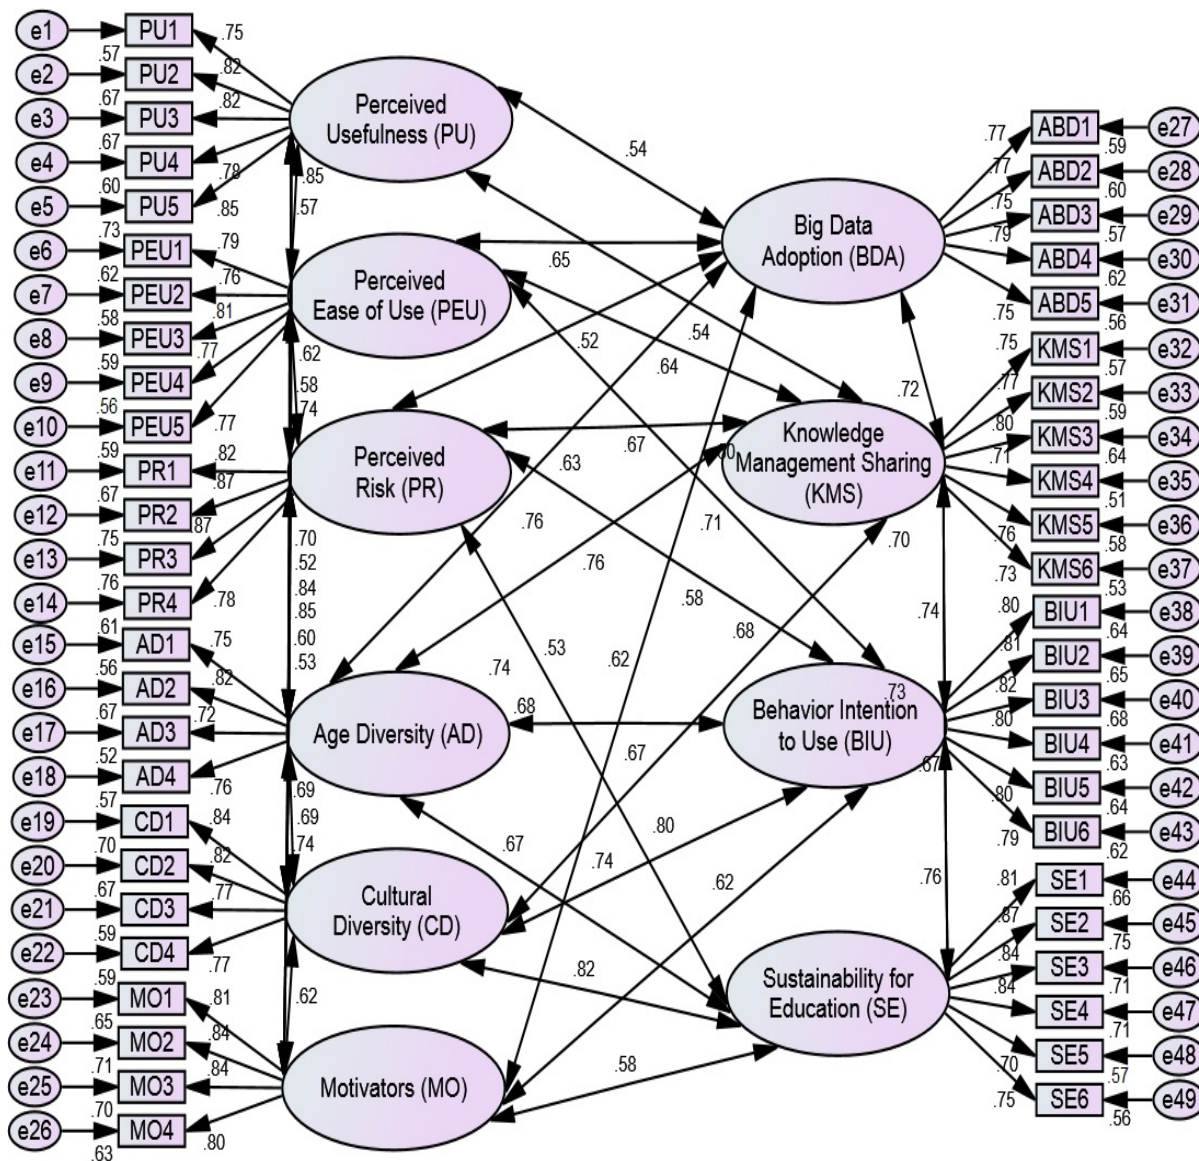 e1 PU1 .75
.57
e2 PU2 .82
.67
e3 PU3 .82
.67
e4 PU4 .78
.60
e5 PU5 .85
.73
e6 PEU1 .79
.62
e7 PEU2 .76
.58
e8 PEU3 .81
.59
e9 PEU4 .77
.56
e10 PEU5 .77
.59
e11 PR1 .82
.67
e12 PR2 .87
.75
e13 PR3 .87
.76
e14 PR4 .78
.61
e15 AD1 .75
.56
e16 AD2 .82
.67
e17 AD3 .72
.52
e18 AD4 .76
.57
e19 CD1 .84
.70
e20 CD2 .82
.67
e21 CD3 .77
.59
e22 CD4 .77
.59
e23 MO1 .81
.65
e24 MO2 .84
.71
e25 MO3 .84
.70
e26 MO4 .80
.63
Perceived
Usefulness (PU)
.85
.57
Perceived
Ease of Use (PEU)
.62
.58
.74
Perceived
Risk (PR)
.70
.52
.84
.85
.60
.53
Age Diversity (AD)
.69
.69
.74
Cultural
Diversity (CD)
.62
Motivators (MO)
.54
.65
.54
.52
.64
.67
.63
.76
.71
.76
.70
.58
.68
.53
.62
.74
.68
.73
.67
.67
.80
.67
.74
.62
.82
.58
Big Data
Adoption (BDA)
.72
Knowledge
Management Sharing
(KMS)
.74
Behavior Intention
to Use (BIU)
.76
Sustainability for
Education (SE)
.77 ABD1 e27
.59
.77 ABD2 e28
.60
.75 ABD3 e29
.57
.79 ABD4 e30
.62
.75 ABD5 e31
.56
.75 KMS1 e32
.57
.77 KMS2 e33
.59
.80 KMS3 e34
.64
.71 KMS4 e35
.51
.76 KMS5 e36
.58
.73 KMS6 e37
.53
.80 BIU1 e38
.64
.81 BIU2 e39
.65
.82 BIU3 e40
.68
.80 BIU4 e41
.63
.80 BIU5 e42
.64
.79 BIU6 e43
.62
.81 SE1 e44
.66
.87 SE2 e45
.75
.84 SE3 e46
.71
.84 SE4 e47
.71
.70 SE5 e48
.57
.75 SE6 e49
.56